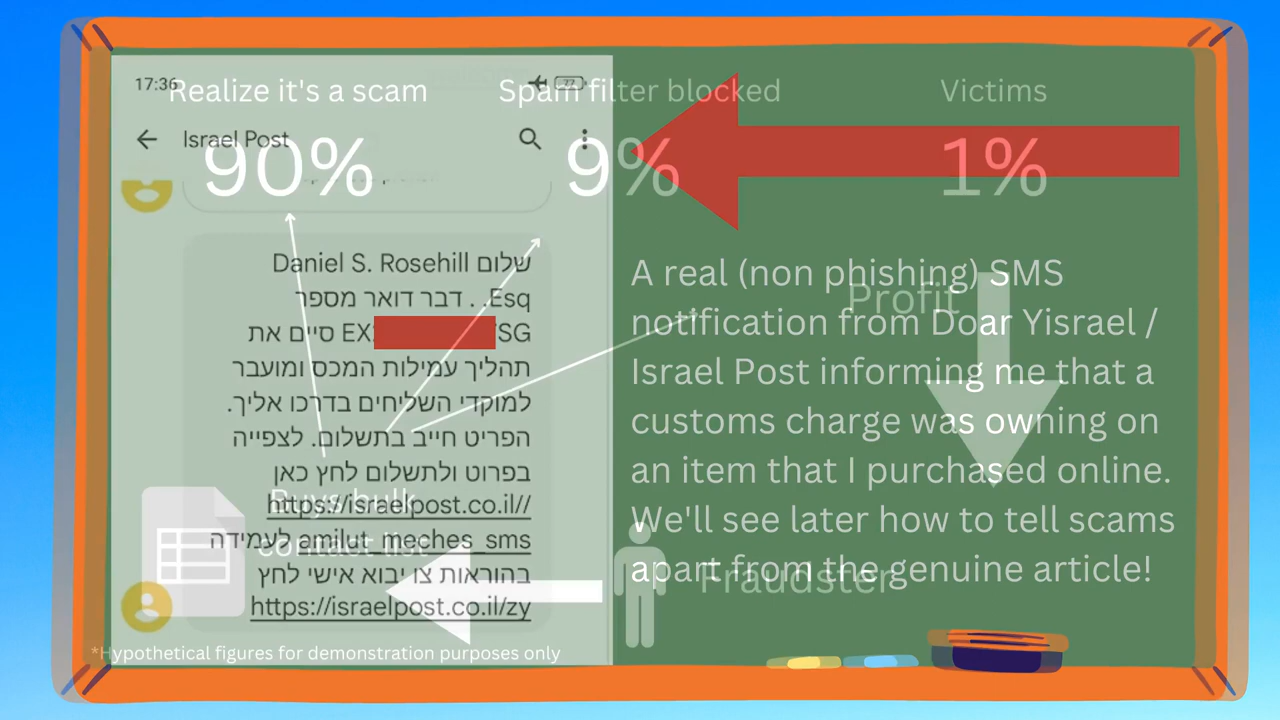 17:36
77
Realize it's a scam
Spam filter blocked
Victims
Israel Post
90%
9%
1%
שלום Daniel S. Rosehill
Esq. . דבר דואר מספר
EX SG סיים את
תהליך עמילות המכס ומועבר
למוקדי השליחים בדרכו אליך.
הפריט חייב בתשלום. לצפייה
בפרוט ולתשלום לחץ כאן
https://israelpost.co.il//
amilut_meches_sms לעמידה
בהוראות צו יבוא אישי לחץ
https://israelpost.co.il/zy
Buys bulk
contact list
*Hypothetical figures for demonstration purposes only
A real (non phishing) SMS
notification from Doar Yisrael /
Israel Post informing me that a
customs charge was owning on
an item that I purchased online.
We'll see later how to tell scams
apart from the genuine article!
Profit
Fraudster